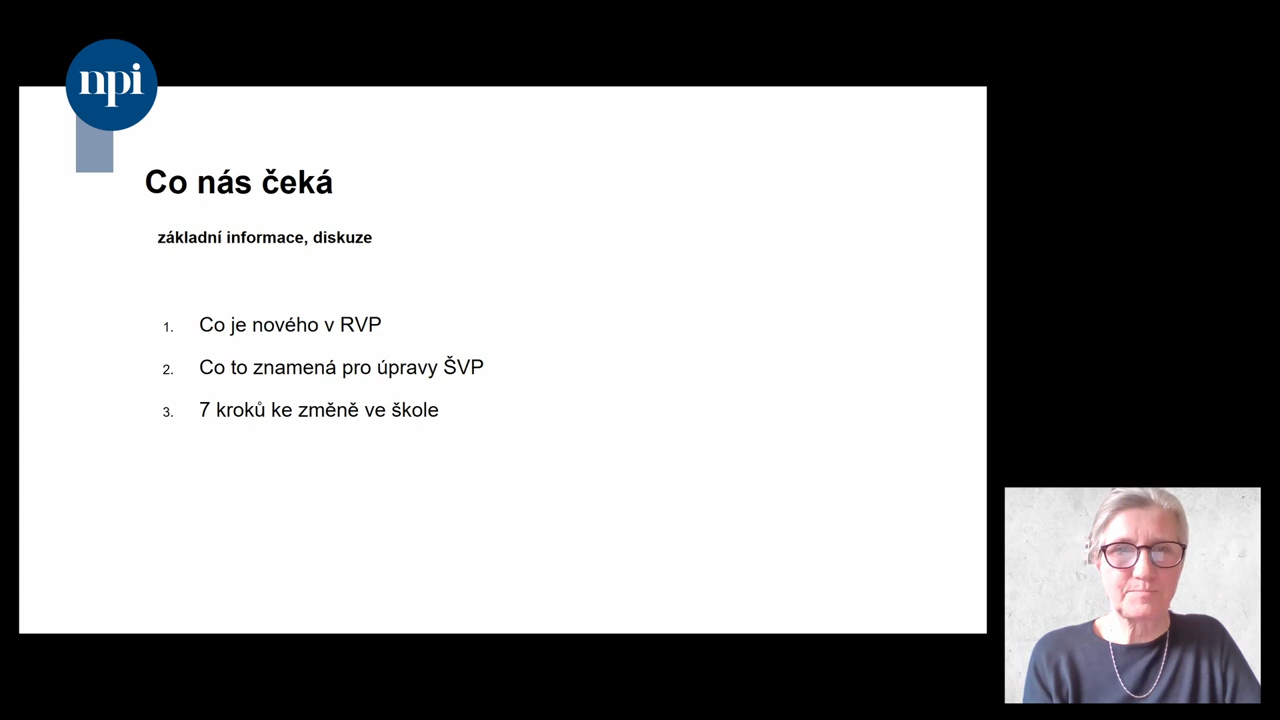 npi
Co nás čeká
základní informace, diskuze
1. Co je nového v RVP
2. Co to znamená pro úpravy ŠVP
3. 7 kroků ke změně ve škole